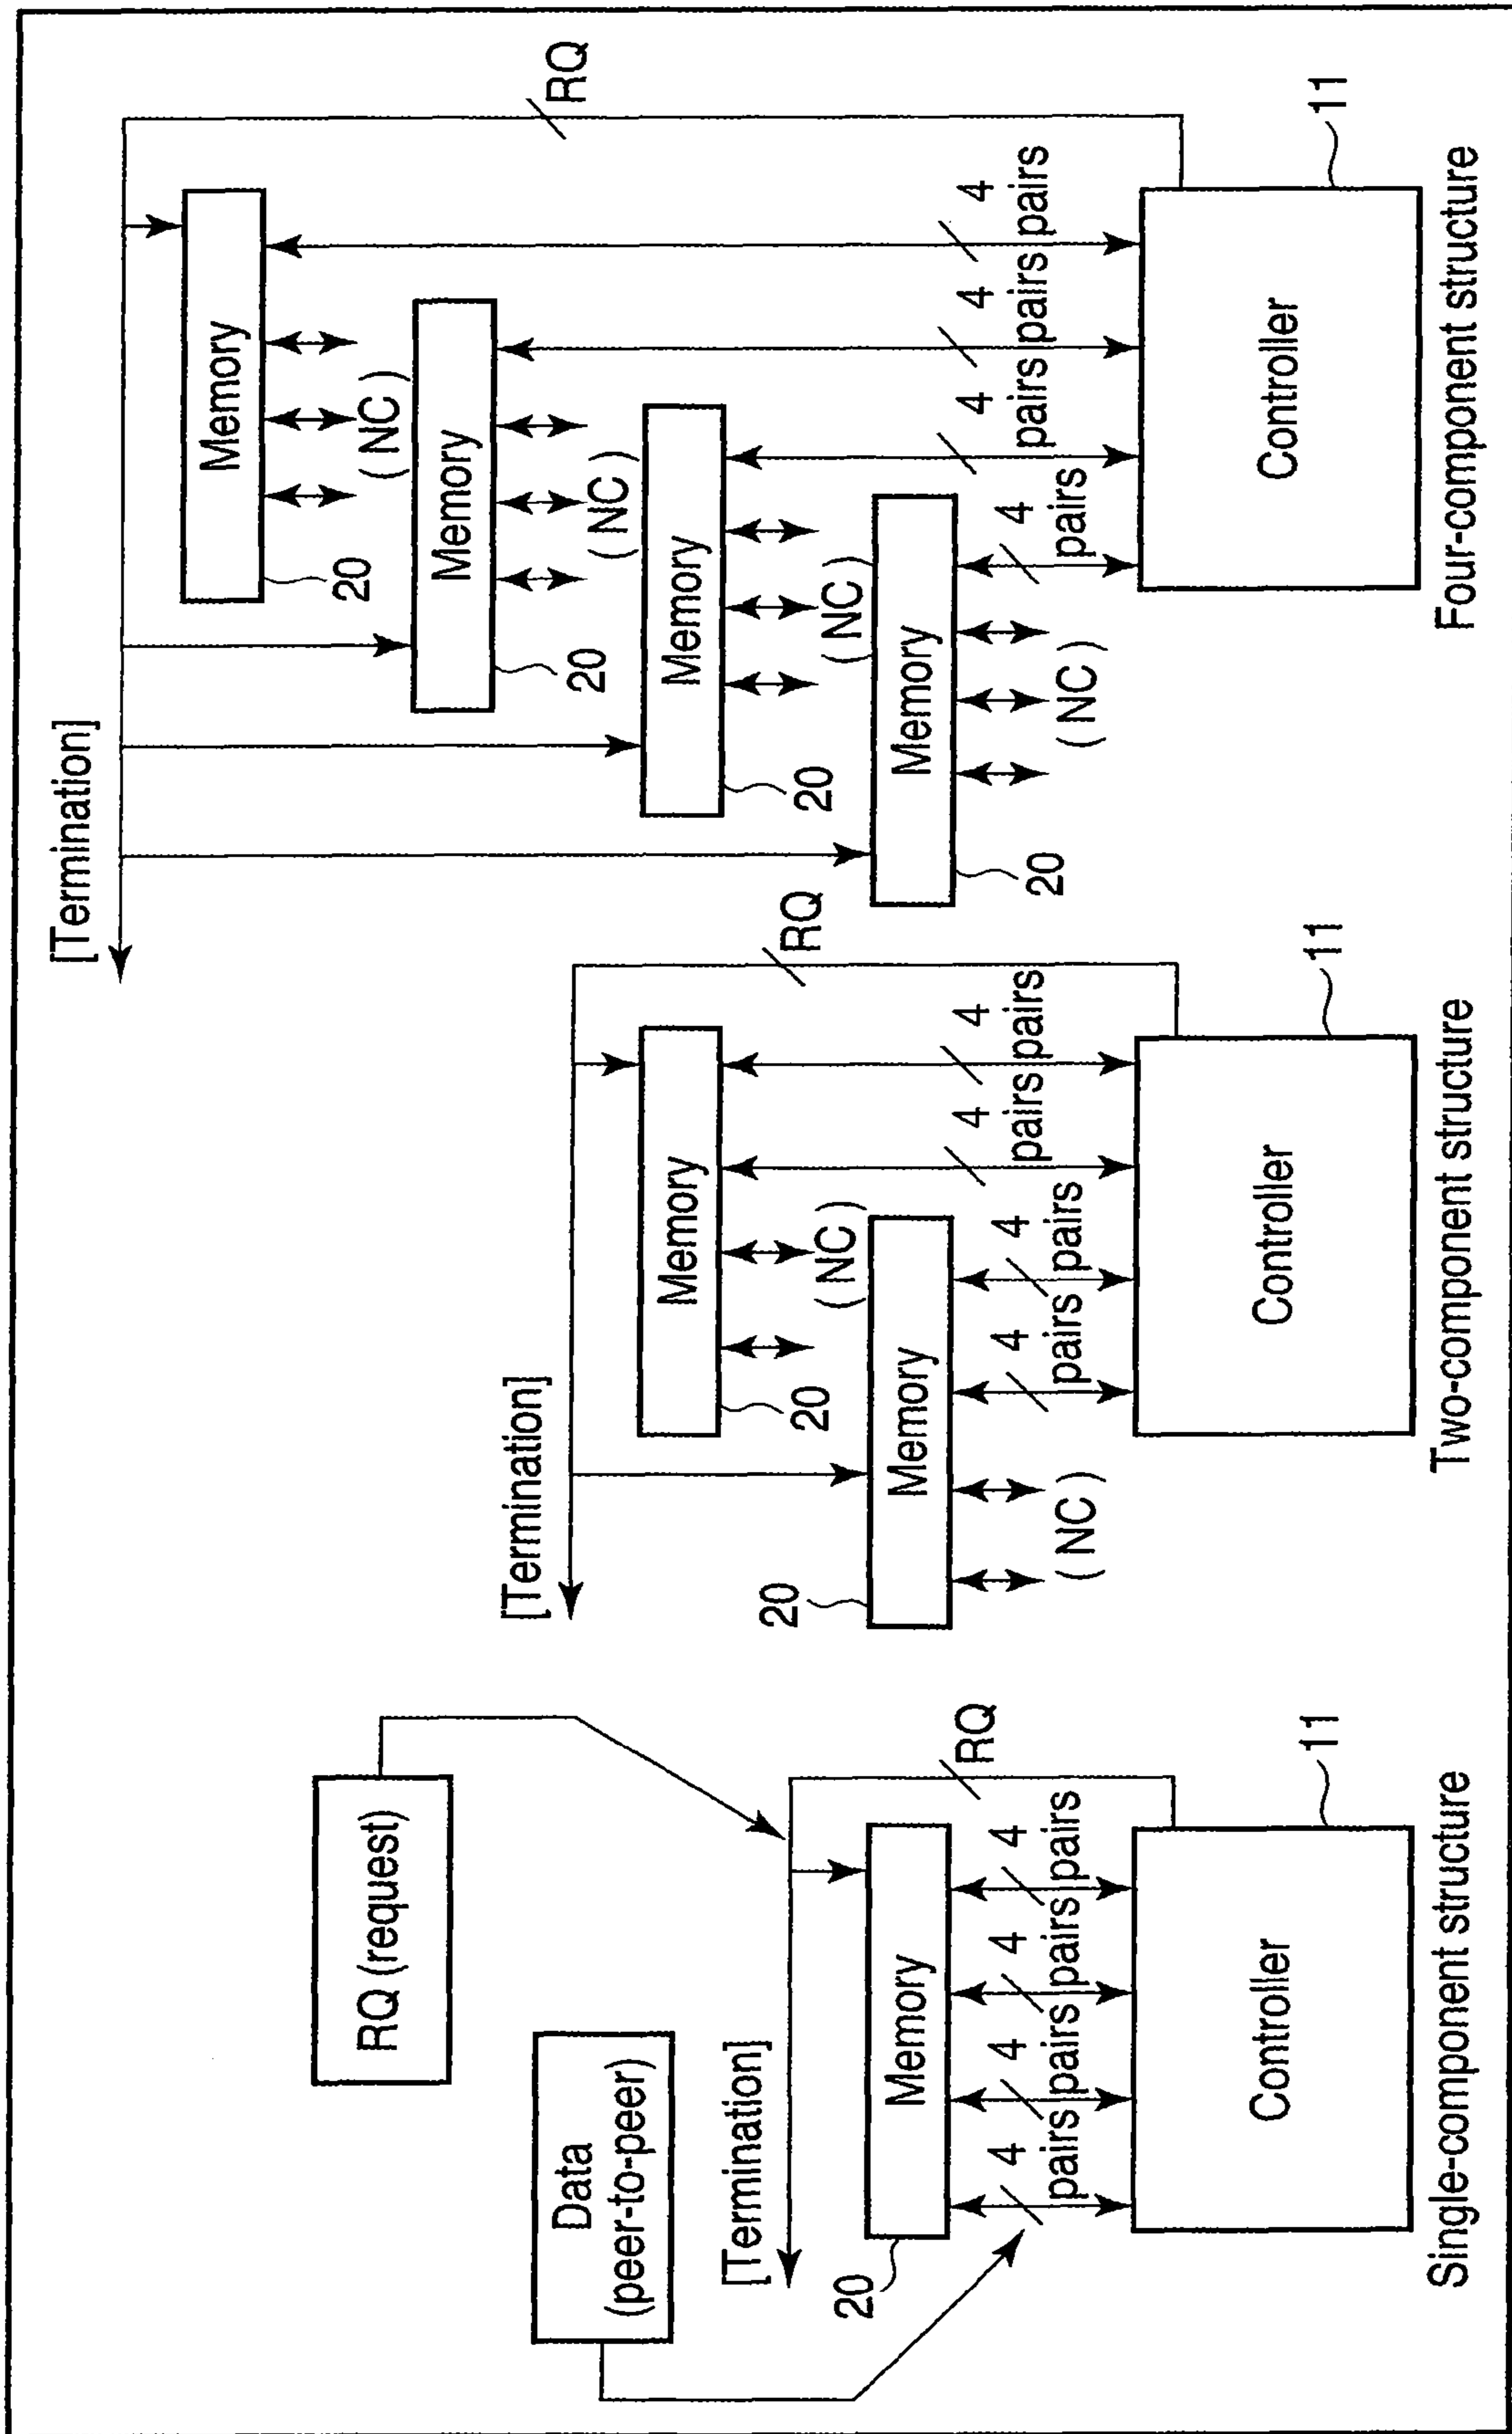 RQ (request)
Data
(peer-to-peer)
[Termination]
RQ
20
Memory
4
pairs
4
pairs
4
pairs
4
pairs
Controller
11
Single-component structure
[Termination]
RQ
Memory
20
(NC)
20
Memory
(NC)
4
pairs
4
pairs
4
pairs
4
pairs
Controller
11
Two-component structure
[Termination]
RQ
Memory
20
(NC)
Memory
20
(NC)
Memory
20
(NC)
Memory
20
(NC)
4
pairs
4
pairs
4
pairs
4
pairs
Controller
11
Four-component structure